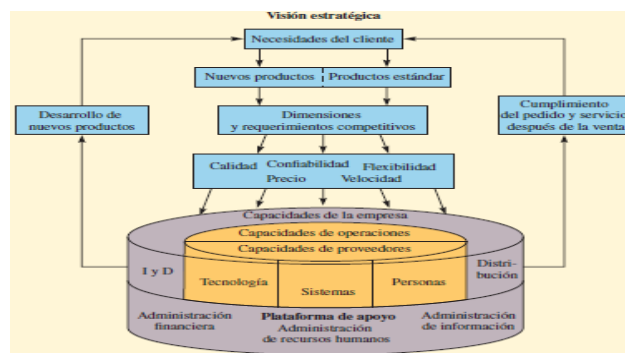 Visión estratégica
Necesidades del cliente
Nuevos productos
Productos estándar
Desarrollo de
nuevos productos
Dimensiones
y requerimientos competitivos
Cumplimiento
del pedido y servicio
después de la venta
Calidad
Confiabilidad
Flexibilidad
Precio
Velocidad
Capacidades de la empresa
Capacidades de operaciones
Capacidades de proveedores
I y D
Tecnología
Sistemas
Personas
Distri-
bución
Administración
financiera
Plataforma de apoyo
Administración
de recursos humanos
Administración
de información